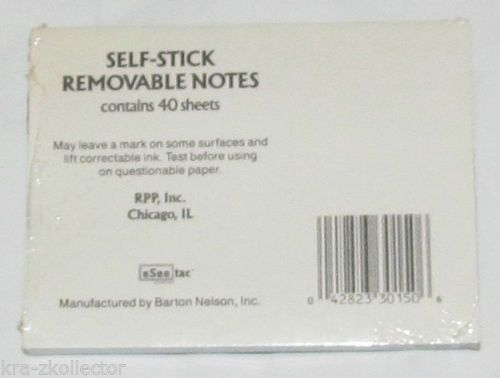 SELF-STICK
REMOVABLE NOTES
contains 40 sheets
May leave a mark on some surfaces and
lift correctable ink. Test before using
on questionable paper.
RPP, Inc.
Chicago, IL
eSee tac
Manufactured by Barton Nelson, Inc.
0 42823 30150 6
kra-zkollector